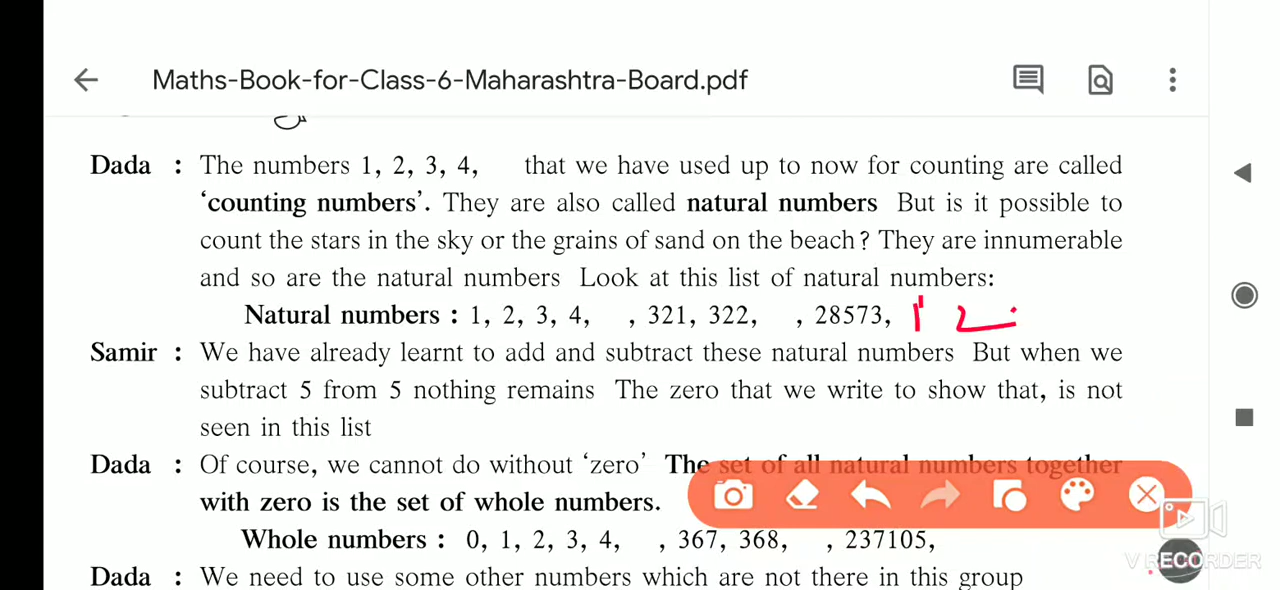 Maths-Book-for-Class-6-Maharashtra-Board.pdf
Dada : The numbers 1, 2, 3, 4, that we have used up to now for counting are called
‘counting numbers’. They are also called natural numbers But is it possible to
count the stars in the sky or the grains of sand on the beach? They are innumerable
and so are the natural numbers Look at this list of natural numbers:
Natural numbers : 1, 2, 3, 4, , 321, 322, , 28573, 1 2
Samir : We have already learnt to add and subtract these natural numbers But when we
subtract 5 from 5 nothing remains The zero that we write to show that, is not
seen in this list
Dada : Of course, we cannot do without ‘zero’ The set of all natural numbers together
with zero is the set of whole numbers.
Whole numbers : 0, 1, 2, 3, 4, , 367, 368, , 237105,
V RECORDER
Dada : We need to use some other numbers which are not there in this group